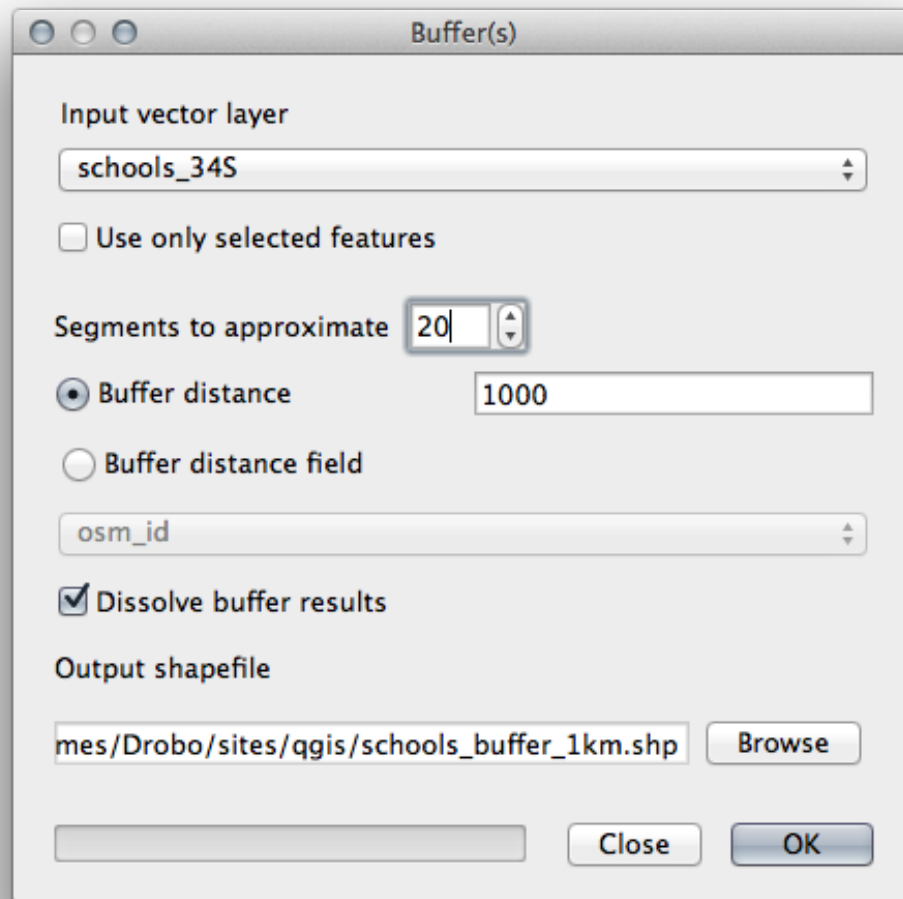 Buffer(s)
Input vector layer
schools_34S
Use only selected features
Segments to approximate 20
Buffer distance 1000
Buffer distance field
osm_id
Dissolve buffer results
Output shapefile
mes/Drobo/sites/qgis/schools_buffer_1km.shp Browse
Close OK